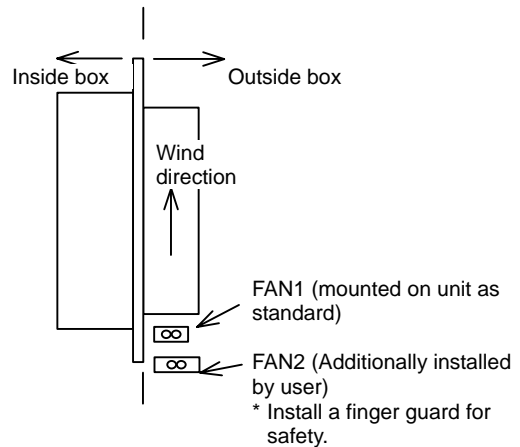 Inside box
Outside box
Wind
direction
FAN1 (mounted on unit as
standard)
FAN2 (Additionally installed
by user)
* Install a finger guard for
safety.